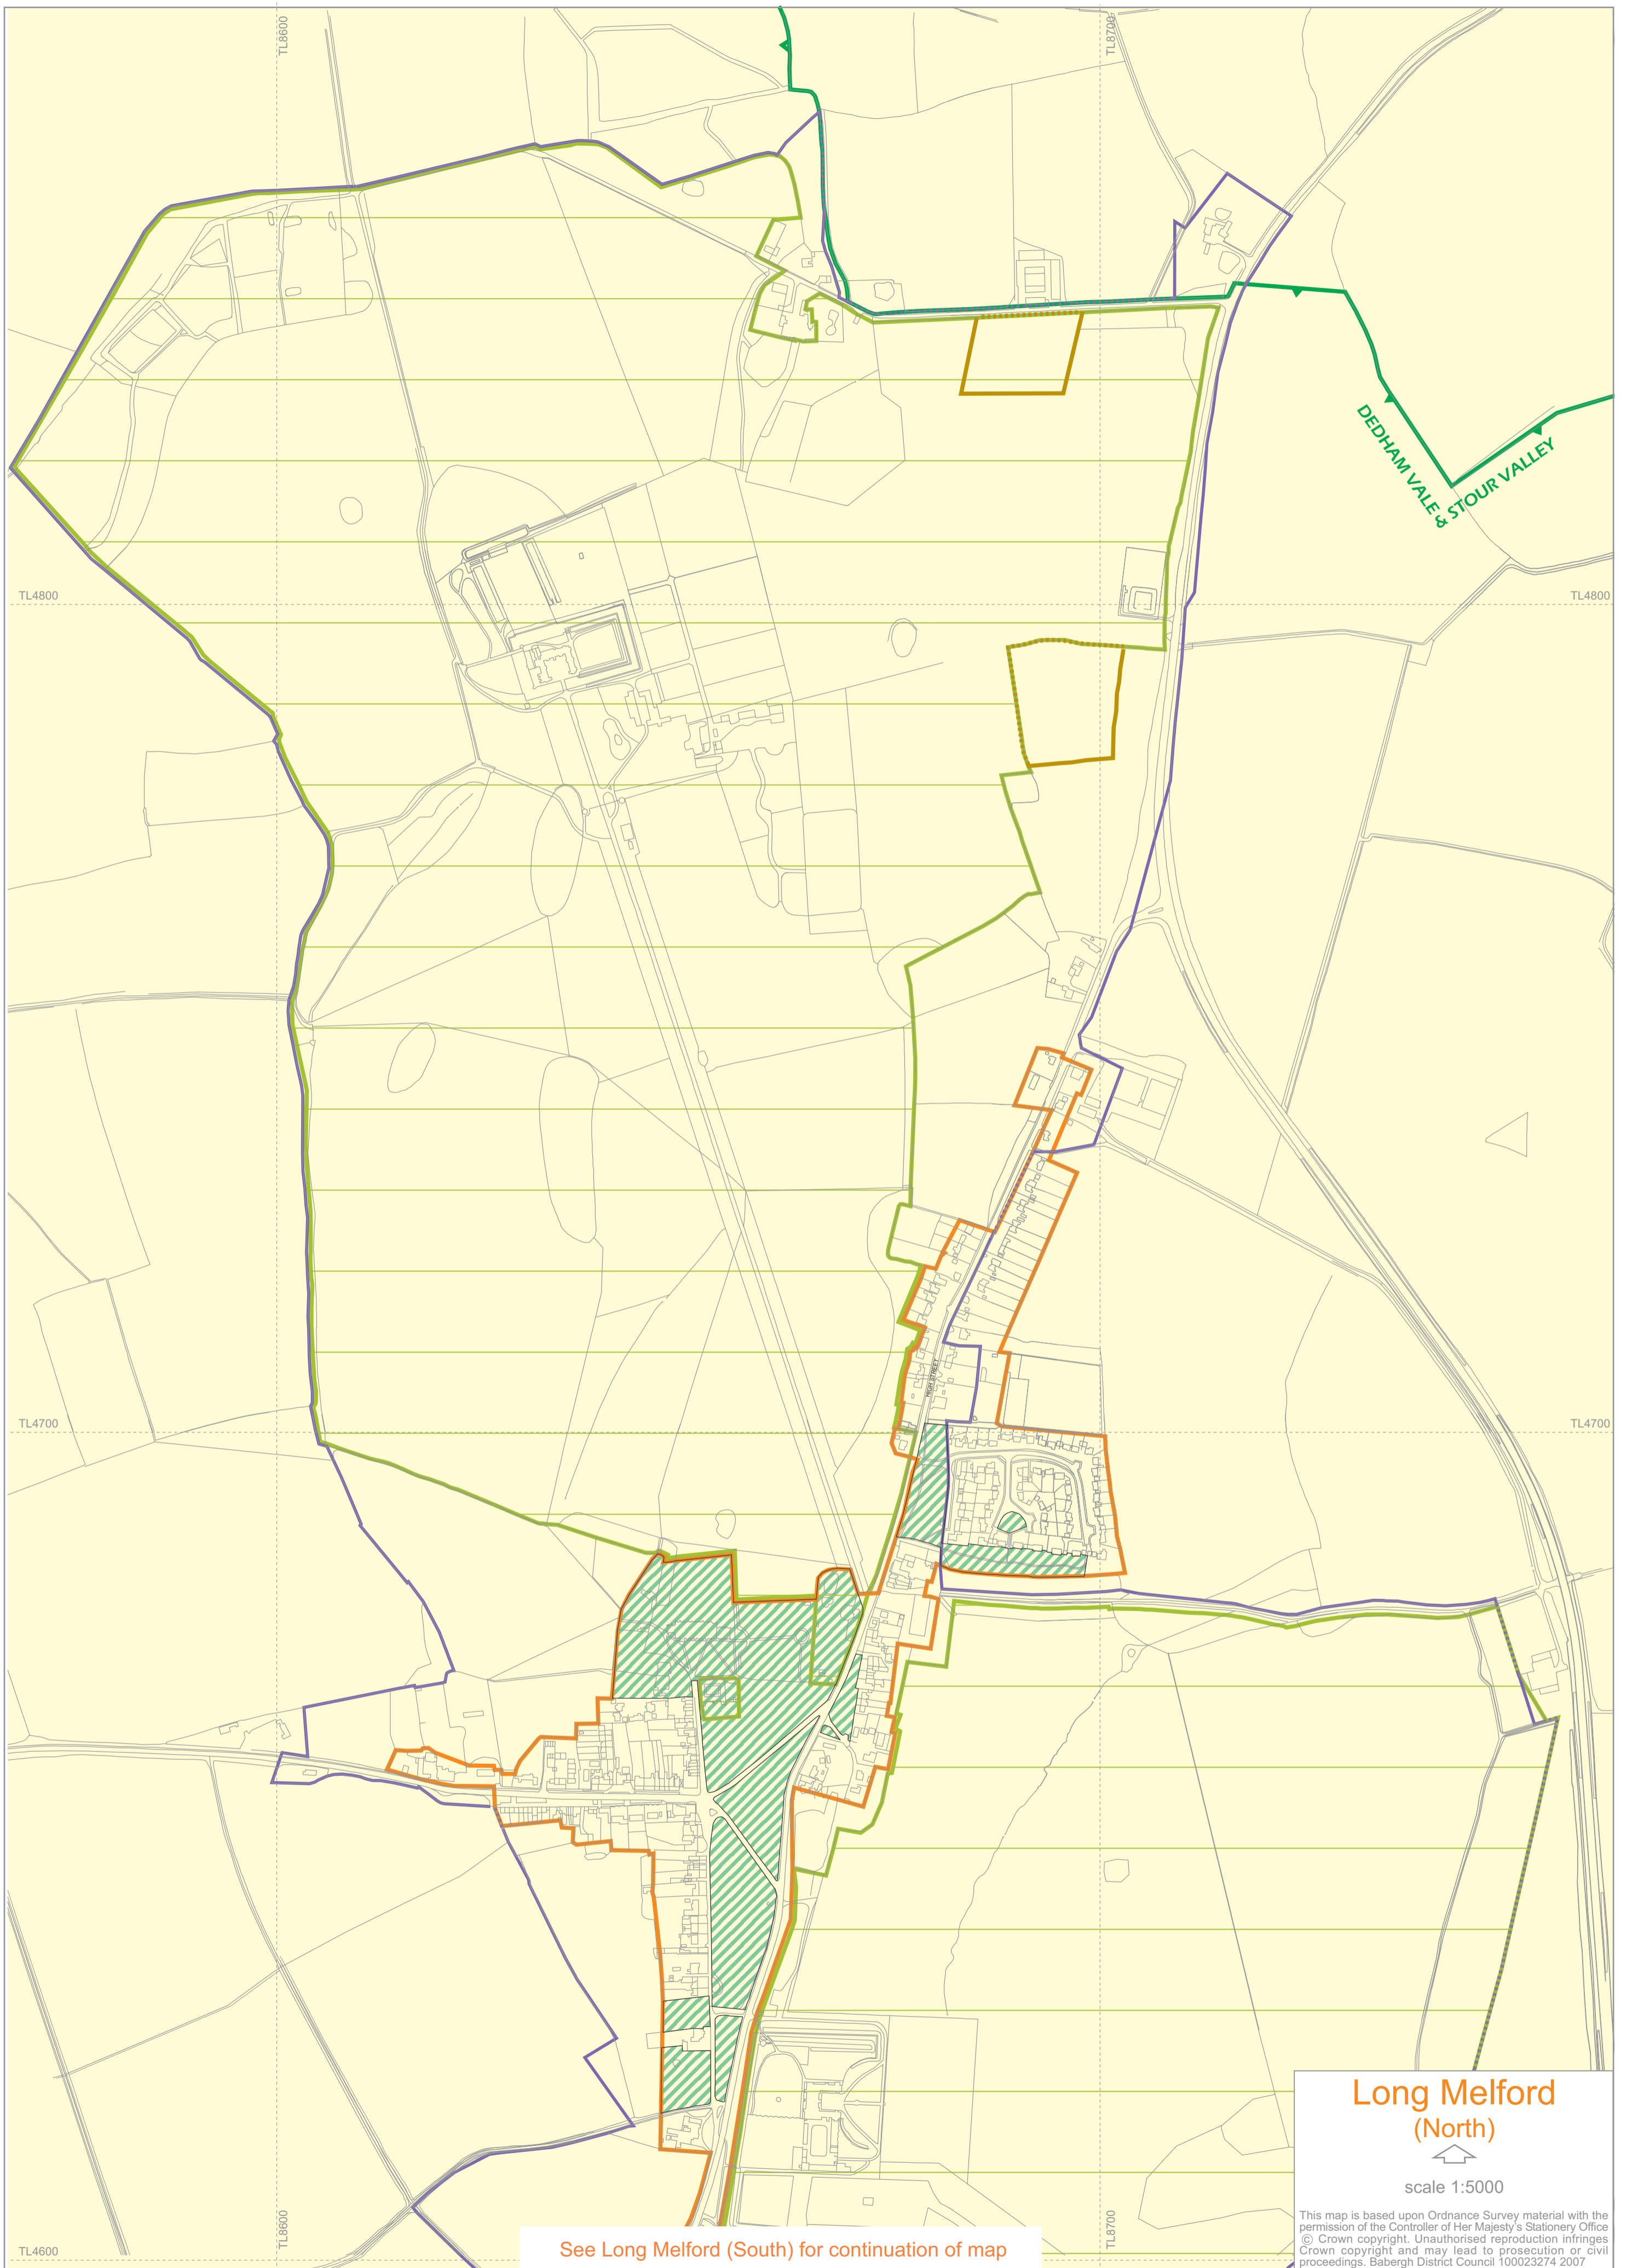 TL8600
TL8700
DEDHAM VALE &
STOUR VALLEY
TL4800
TL4800
HIGH STREET
TL4700
TL4700
Long Melford
(North)
scale 1:5000
This map is based upon Ordnance Survey material with the
permission of the Controller of Her Majesty's Stationery Office
© Crown copyright. Unauthorised reproduction infringes
Crown copyright and may lead to prosecution or civil
proceedings. Babergh District Council 100023274 2007
TL8600
TL8700
See Long Melford (South) for continuation of map
TL4600